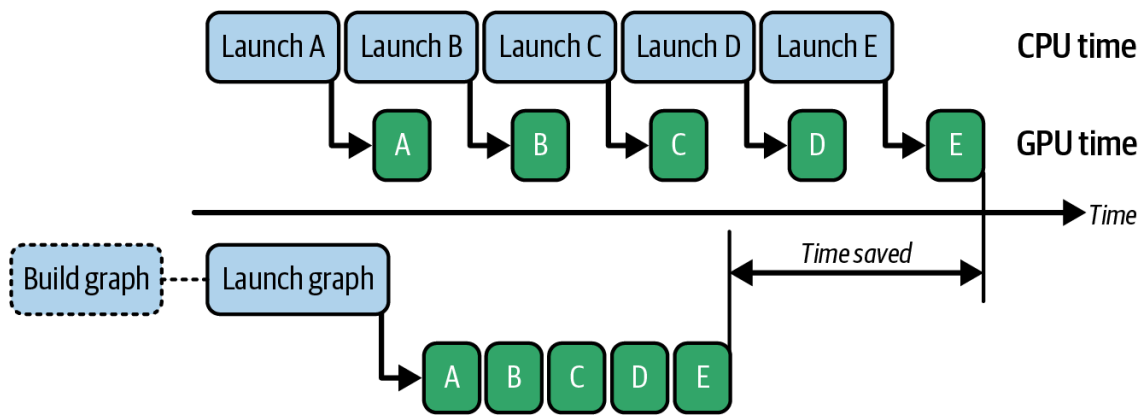 Launch A Launch B Launch C Launch D Launch E CPU time
A B C D E GPU time
Time
Build graph Launch graph Time saved
A B C D E